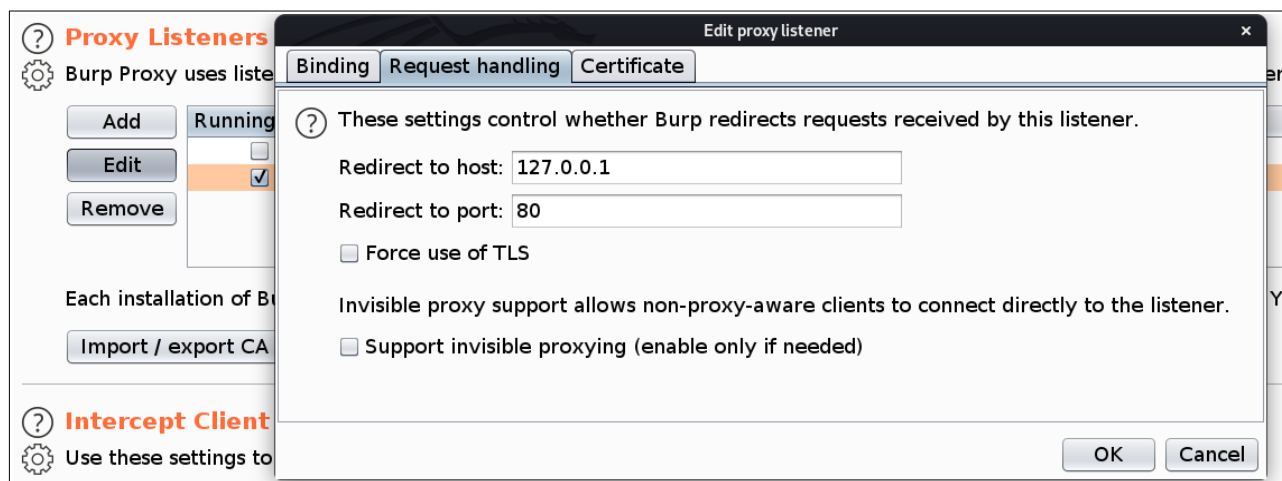 Edit proxy listener
×
? Proxy Listeners
Burp Proxy uses liste
Binding Request handling Certificate
Add Running
Edit
Remove
? These settings control whether Burp redirects requests received by this listener.
Redirect to host: 127.0.0.1
Redirect to port: 80
Force use of TLS
Each installation of Bu
Invisible proxy support allows non-proxy-aware clients to connect directly to the listener.
Import / export CA
Support invisible proxying (enable only if needed)
? Intercept Client
Use these settings to
OK Cancel